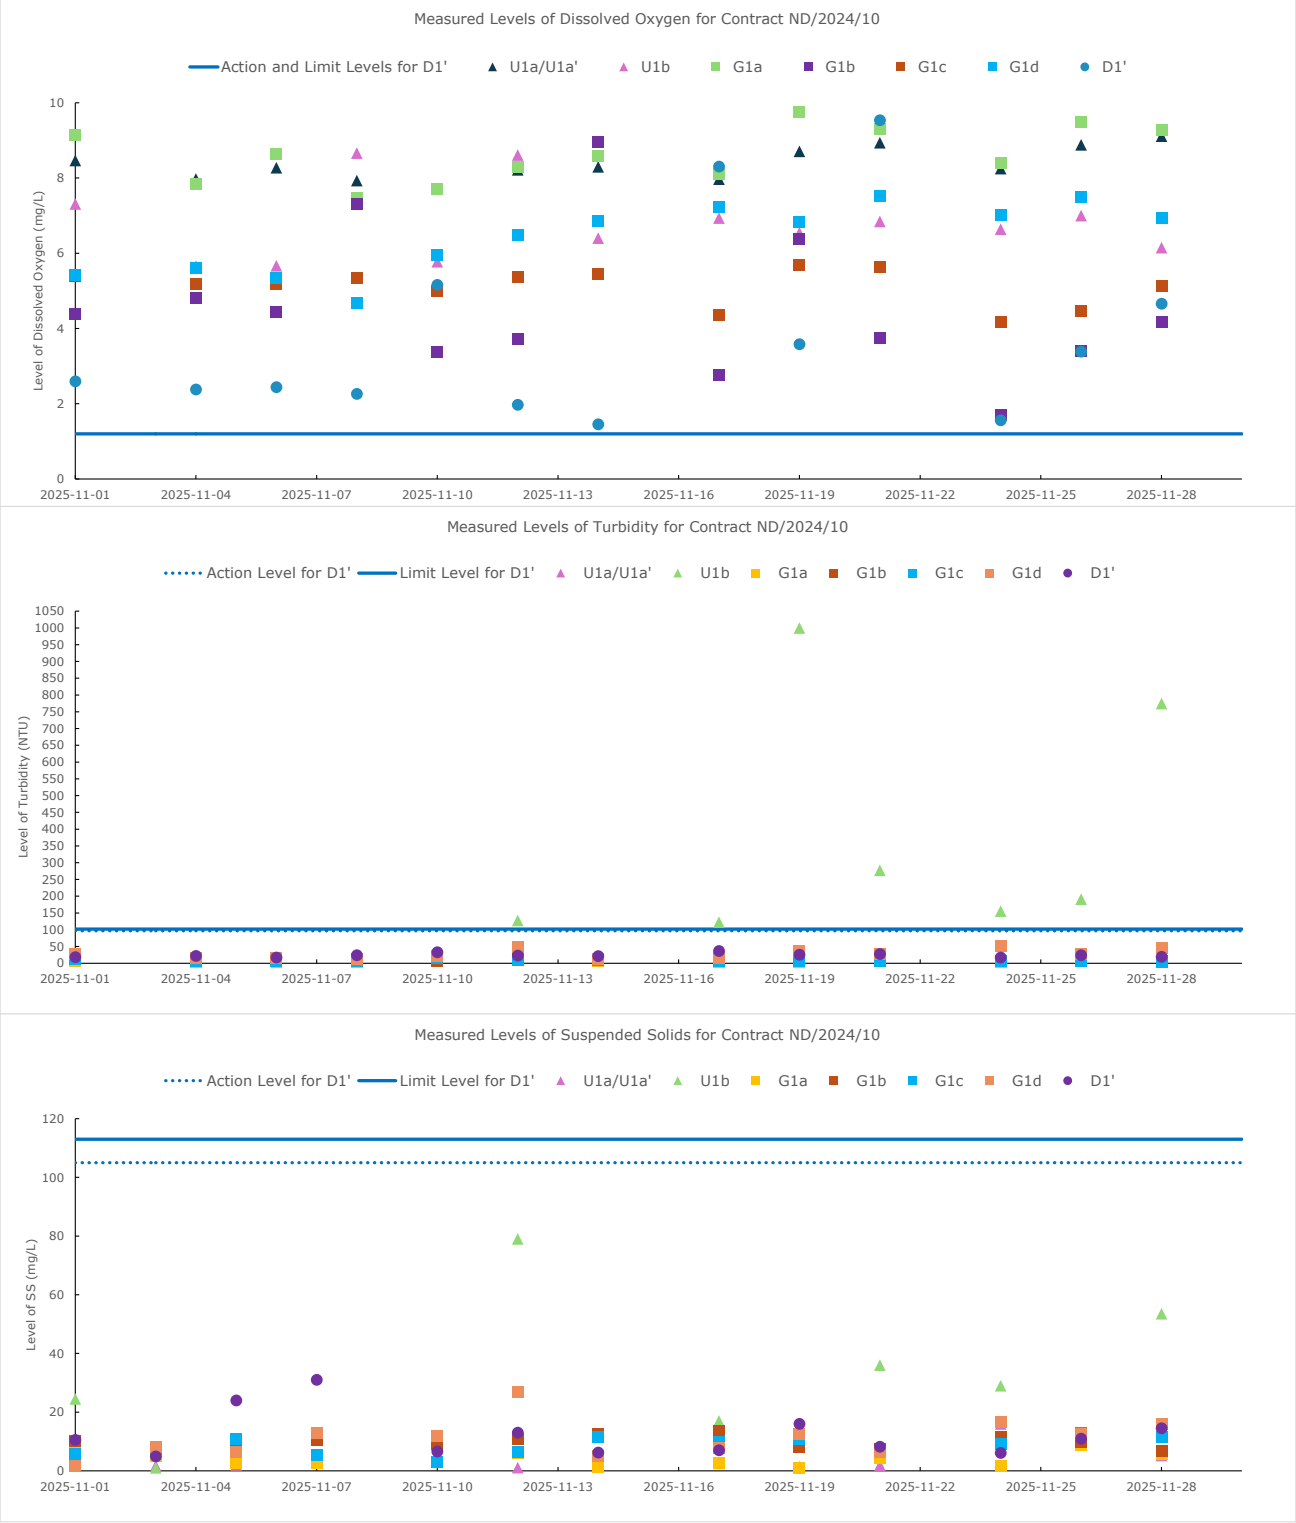 Measured Levels of Dissolved Oxygen for Contract ND/2024/10
Action and Limit Levels for D1' U1a/U1a' U1b G1a G1b G1c G1d D1'
Level of Dissolved Oxygen (mg/L)
10
8
6
4
2
0
2025-11-01 2025-11-04 2025-11-07 2025-11-10 2025-11-13 2025-11-16 2025-11-19 2025-11-22 2025-11-25 2025-11-28
Measured Levels of Turbidity for Contract ND/2024/10
Action Level for D1' Limit Level for D1' U1a/U1a' U1b G1a G1b G1c G1d D1'
Level of Turbidity (NTU)
1050
1000
950
900
850
800
750
700
650
600
550
500
450
400
350
300
250
200
150
100
50
0
2025-11-01 2025-11-04 2025-11-07 2025-11-10 2025-11-13 2025-11-16 2025-11-19 2025-11-22 2025-11-25 2025-11-28
Measured Levels of Suspended Solids for Contract ND/2024/10
Action Level for D1' Limit Level for D1' U1a/U1a' U1b G1a G1b G1c G1d D1'
Level of SS (mg/L)
120
100
80
60
40
20
0
2025-11-01 2025-11-04 2025-11-07 2025-11-10 2025-11-13 2025-11-16 2025-11-19 2025-11-22 2025-11-25 2025-11-28